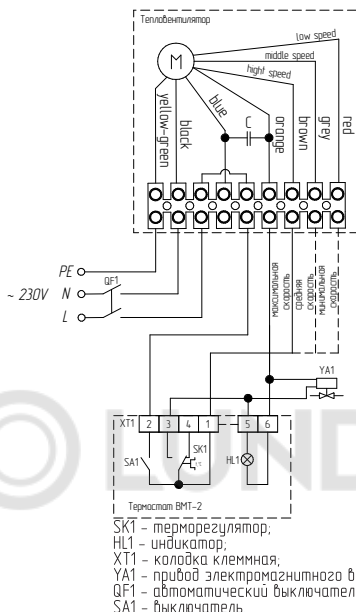 Тепловентилятор
low speed
middle speed
hight speed
M
yellow-green
black
blue
C
orange
brown
grey
red
PE
QF1
~ 230V
N
L
максимальная скорость
средняя скорость
минимальная скорость
YA1
XT1
2
3
4
1
5
6
SA1
SK1
t°C
HL1
Термостат ВМТ-2
LUND
SK1 - терморегулятор;
HL1 - индикатор;
XT1 - колодка клеммная;
YA1 - привод электромагнитного в
QF1 - автоматический выключател
SA1 - выключатель